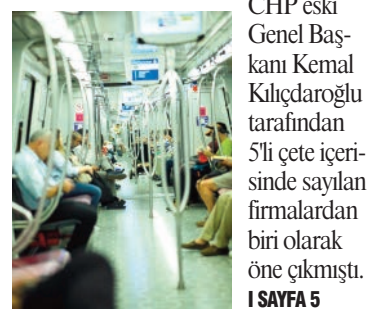 CHP eski
Genel Baş-
kanı Kemal
Kılıçdaroğlu
tarafından
5'li çete içeri-
sinde sayılan
firmalardan
biri olarak
öne çıkmıştı.
I SAYFA 5